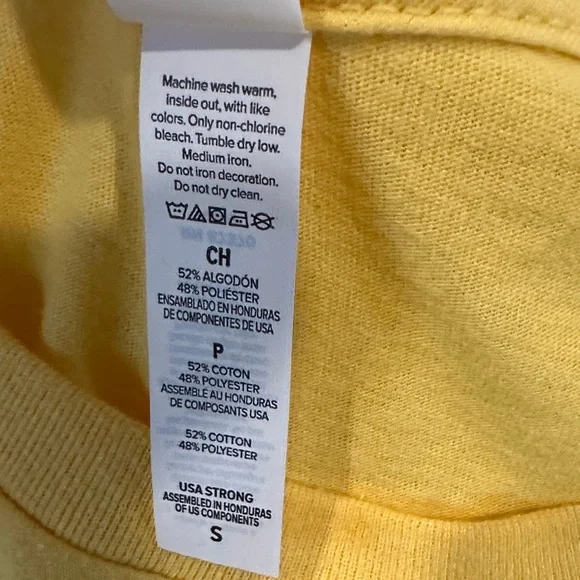 Machine wash warm,
inside out, with like
colors. Only non-chlorine
bleach. Tumble dry low.
Medium iron.
Do not iron decoration.
Do not dry clean.
CH
52% ALGODÓN
48% POLIÉSTER
ENSAMBLADO EN HONDURAS
DE COMPONENTES DE USA
P
52% COTON
48% POLYESTER
ASSEMBLE AU HONDURAS
DE COMPOSANTS USA
52% COTTON
48% POLYESTER
USA STRONG
ASSEMBLED IN HONDURAS
OF US COMPONENTS
S